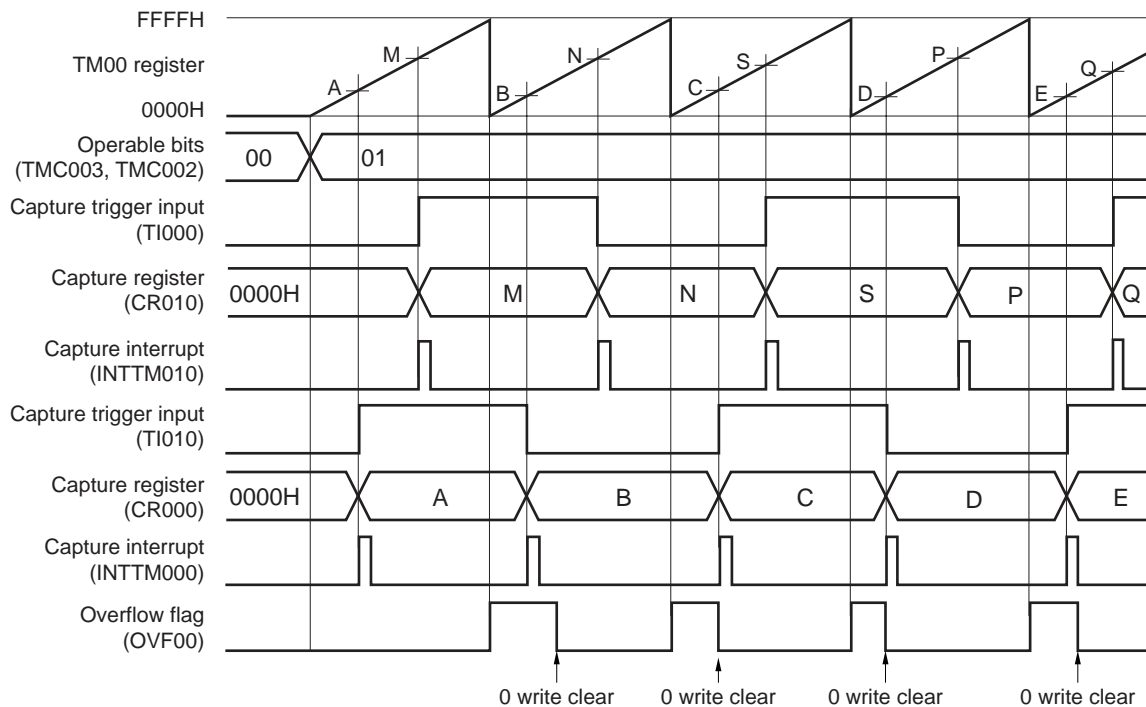 FFFFH
TM00 register
0000H
A
M
B
N
C
S
D
P
E
Q
Operable bits
(TMC003, TMC002)
00
01
Capture trigger input
(TI000)
Capture register
(CR010)
0000H
M
N
S
P
Q
Capture interrupt
(INTTM010)
Capture trigger input
(TI010)
Capture register
(CR000)
0000H
A
B
C
D
E
Capture interrupt
(INTTM000)
Overflow flag
(OVF00)
0 write clear
0 write clear
0 write clear
0 write clear